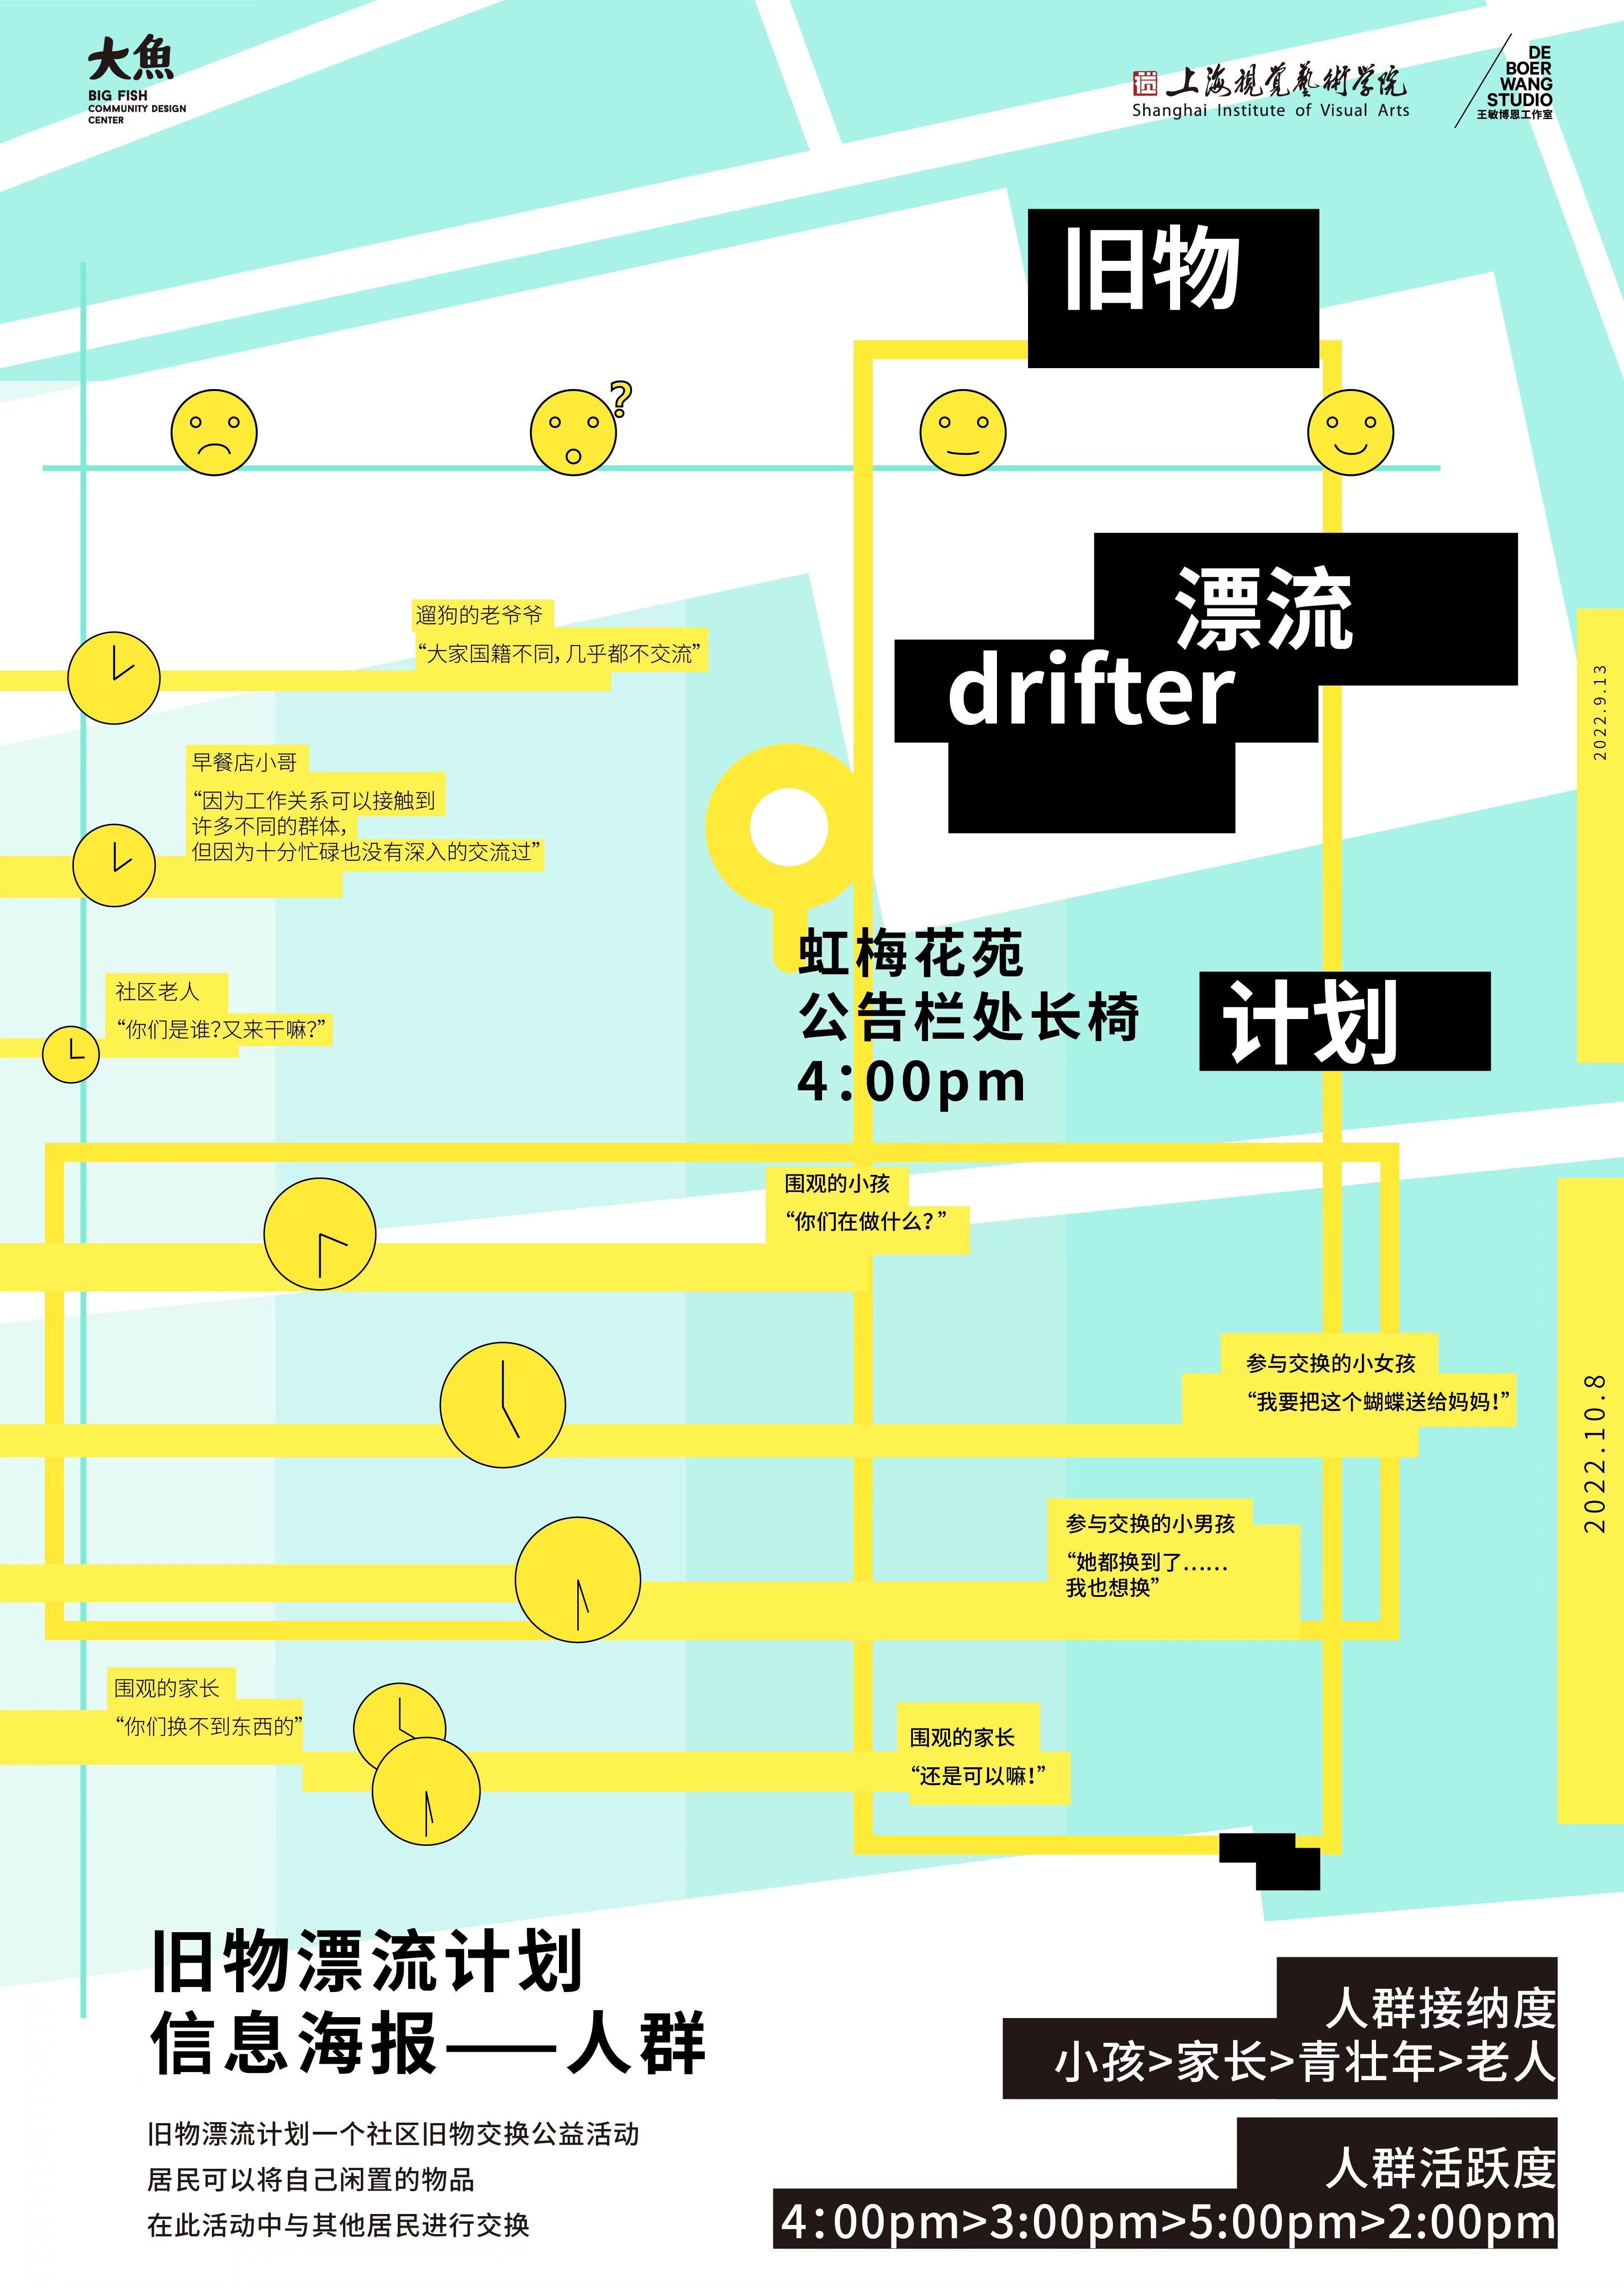 大魚
BIG FISH
COMMUNITY DESIGN
CENTER
上海視覺藝術学院
Shanghai Institute of Visual Arts
DE
BOER
WANG
STUDIO
王敏博恩工作室
旧物
?
漂流
drifter
2022.9.13
遛狗的老爷爷
“大家国籍不同，几乎都不交流”
早餐店小哥
“因为工作关系可以接触到
许多不同的群体，
但因为十分忙碌也没有深入的交流过”
社区老人
“你们是谁？又来干嘛？”
虹梅花苑
公告栏处长椅
4：00pm
计划
围观的小孩
“你们在做什么？”
参与交换的小女孩
“我要把这个蝴蝶送给妈妈！”
2022.10.8
参与交换的小男孩
“她都换到了……
我也想换”
围观的家长
“你们换不到东西的”
围观的家长
“还是可以嘛！”
旧物漂流计划
信息海报——人群
旧物漂流计划一个社区旧物交换公益活动
居民可以将自己闲置的物品
在此活动中与其他居民进行交换
人群接纳度
小孩>家长>青壮年>老人
人群活跃度
4：00pm>3:00pm>5:00pm>2:00pm